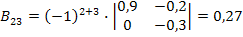 B₂₃ = (−1)²⁺³ · |0,9 −0,2| = 0,27
|0 −0,3|